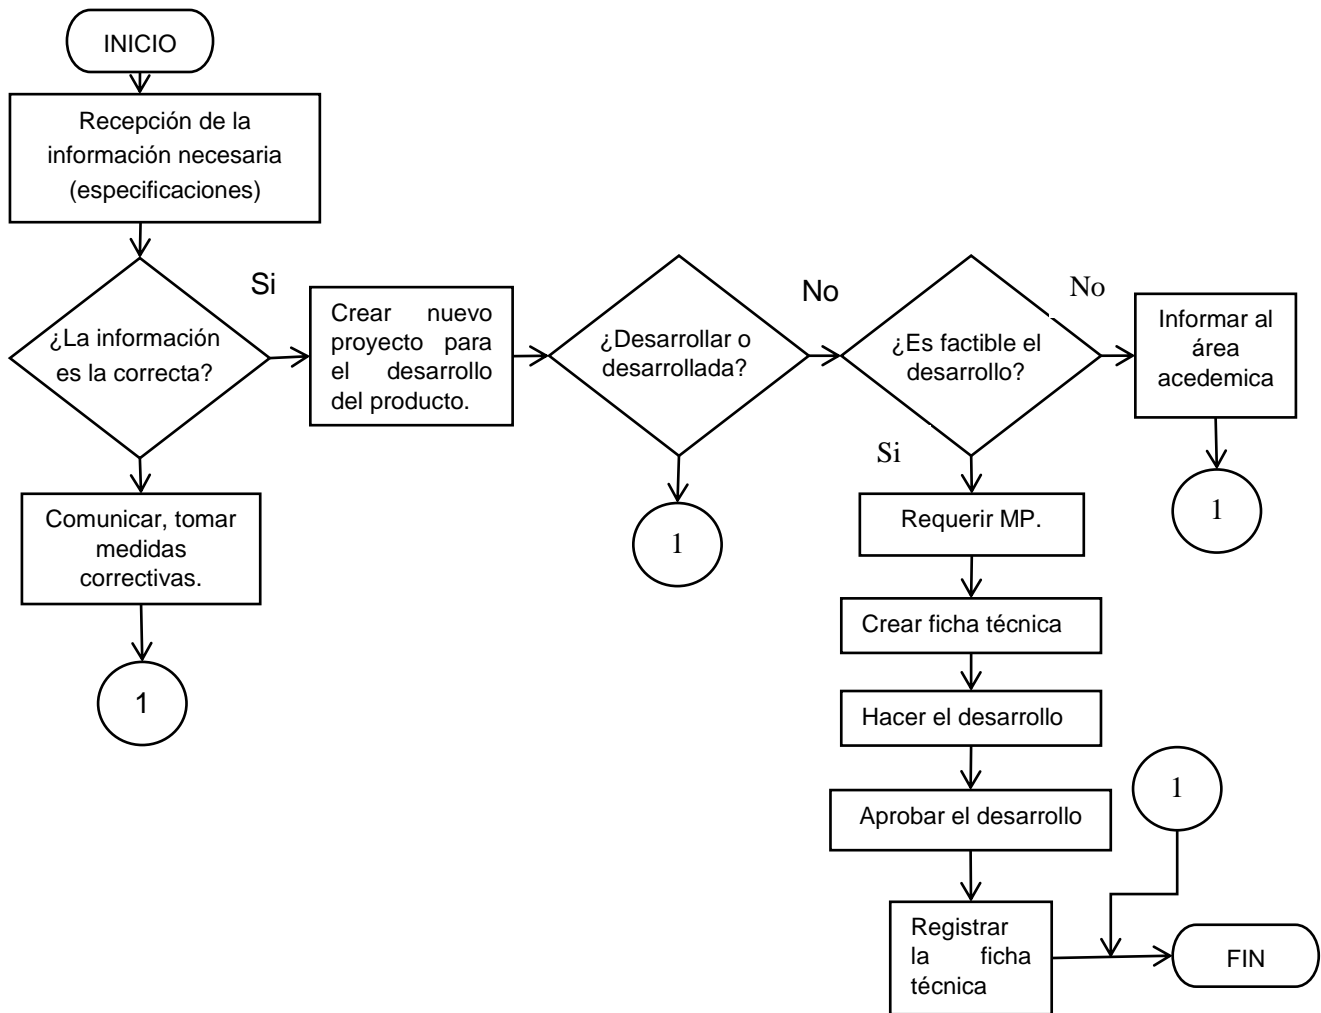 INICIO
Recepción de la
información necesaria
(especificaciones)
¿La información
es la correcta?
Si
Crear nuevo
proyecto para
el desarrollo
del producto.
¿Desarrollar o
desarrollada?
No
¿Es factible el
desarrollo?
No
Informar al
área
acedemica
1
Comunicar, tomar
medidas
correctivas.
1
1
Si
Requerir MP.
Crear ficha técnica
Hacer el desarrollo
Aprobar el desarrollo
1
Registrar
la ficha
técnica
FIN